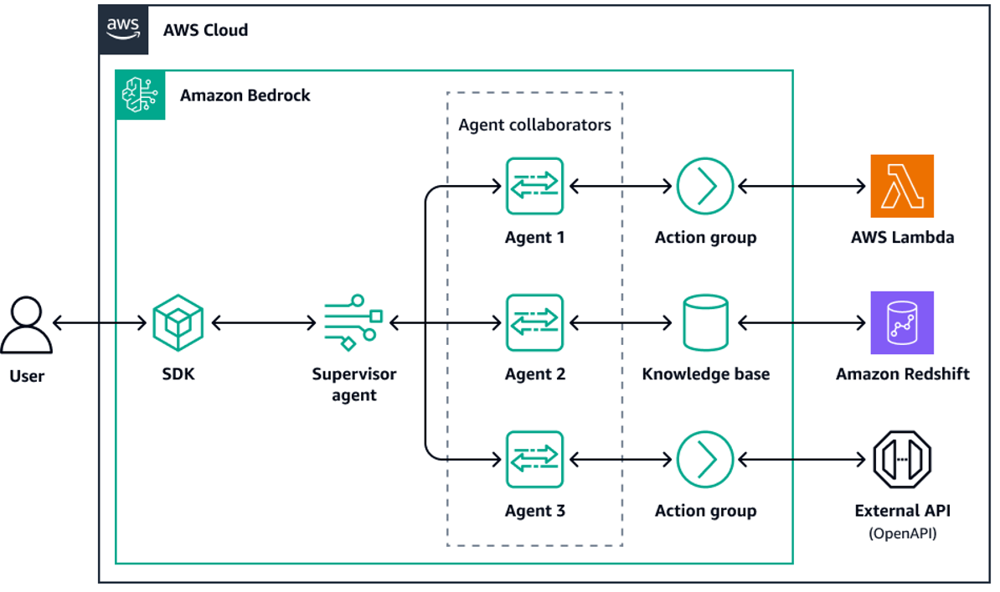 aws
AWS Cloud
Amazon Bedrock
Agent collaborators
Agent 1
Action group
AWS Lambda
User
SDK
Supervisor
agent
Agent 2
Knowledge base
Amazon Redshift
Agent 3
Action group
External API
(OpenAPI)